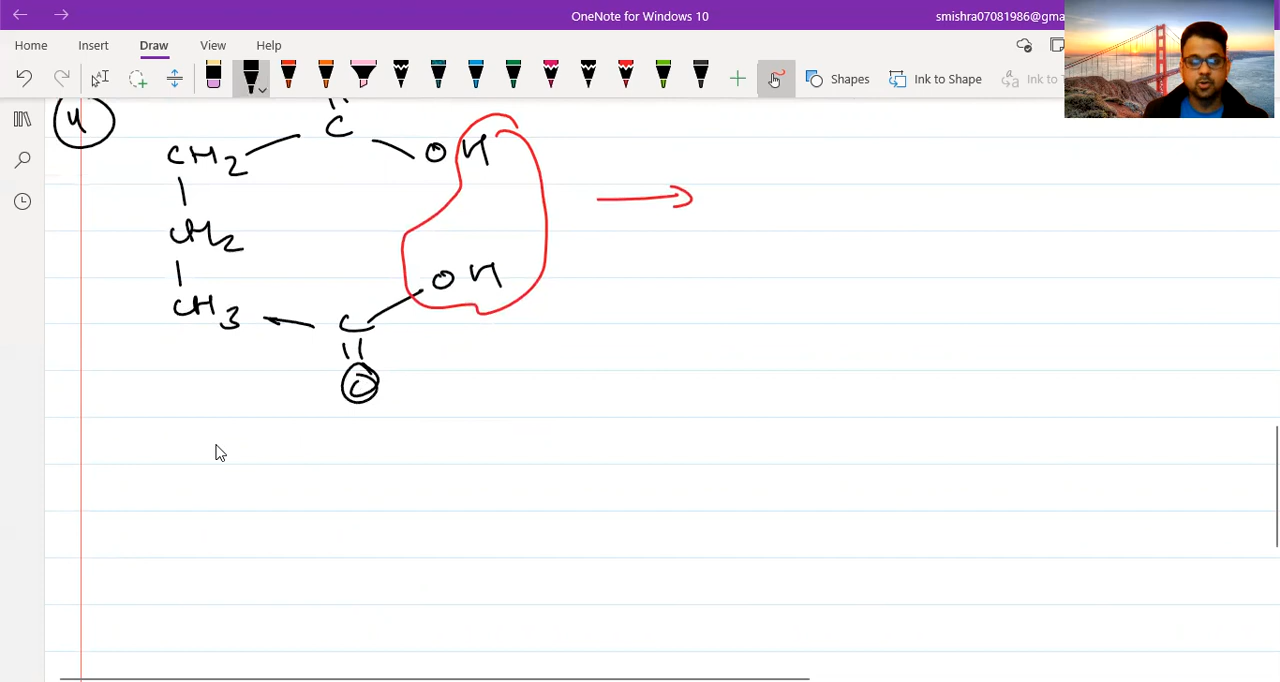 OneNote for Windows 10
smishra07081986@gma
Home Insert Draw View Help
Shapes
Ink to Shape
Ink to
4
C
CH2
OH
CH2
OH
CH3
C
O